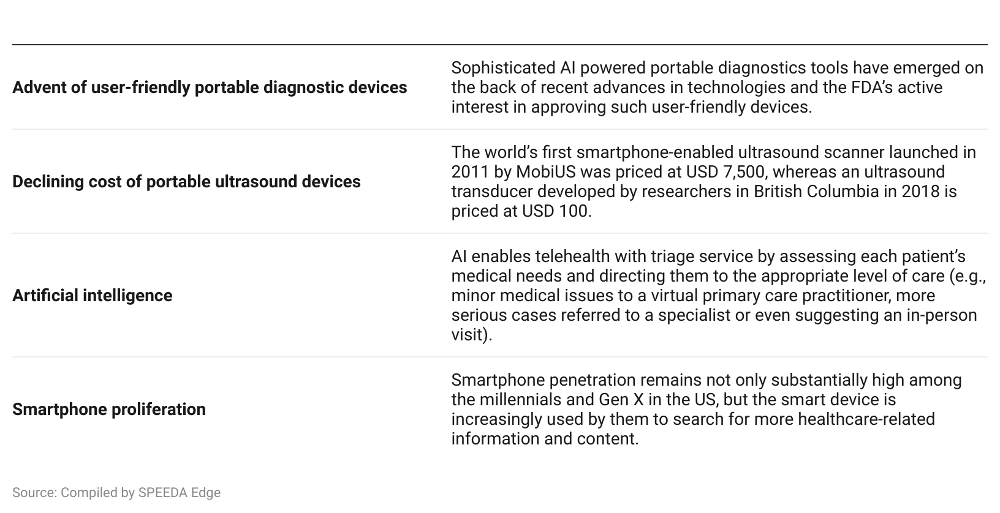 Advent of user-friendly portable diagnostic devices
Sophisticated AI powered portable diagnostics tools have emerged on
the back of recent advances in technologies and the FDA’s active
interest in approving such user-friendly devices.
Declining cost of portable ultrasound devices
The world’s first smartphone-enabled ultrasound scanner launched in
2011 by MobiUS was priced at USD 7,500, whereas an ultrasound
transducer developed by researchers in British Columbia in 2018 is
priced at USD 100.
Artificial intelligence
AI enables telehealth with triage service by assessing each patient’s
medical needs and directing them to the appropriate level of care (e.g.,
minor medical issues to a virtual primary care practitioner, more
serious cases referred to a specialist or even suggesting an in-person
visit).
Smartphone proliferation
Smartphone penetration remains not only substantially high among
the millennials and Gen X in the US, but the smart device is
increasingly used by them to search for more healthcare-related
information and content.
Source: Compiled by SPEEDA Edge